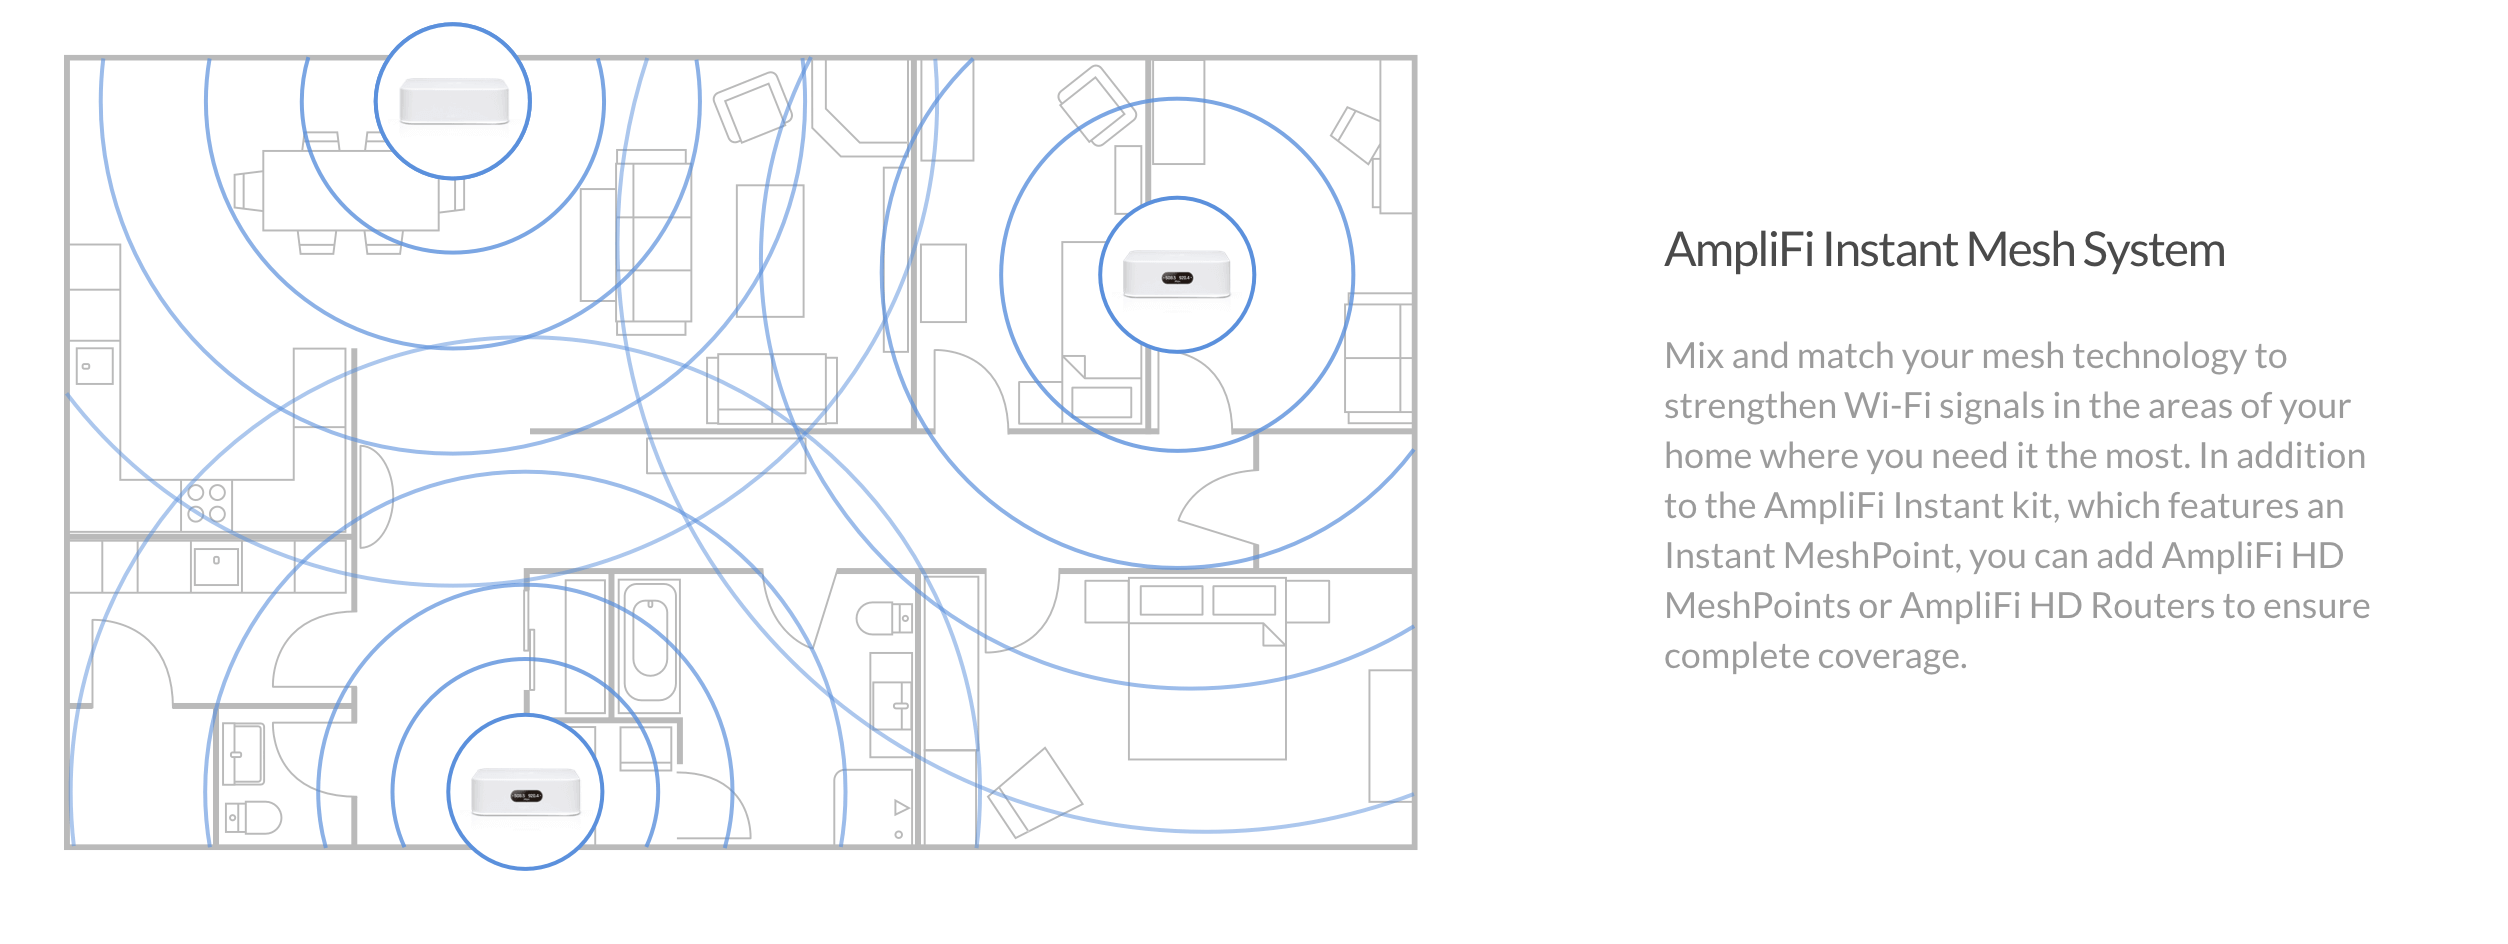 AmpliFi Instant Mesh System
Mix and match your mesh technology to
strengthen Wi-Fi signals in the areas of your
home where you need it the most. In addition
to the AmpliFi Instant kit, which features an
Instant MeshPoint, you can add AmpliFi HD
MeshPoints or AmpliFi HD Routers to ensure
complete coverage.